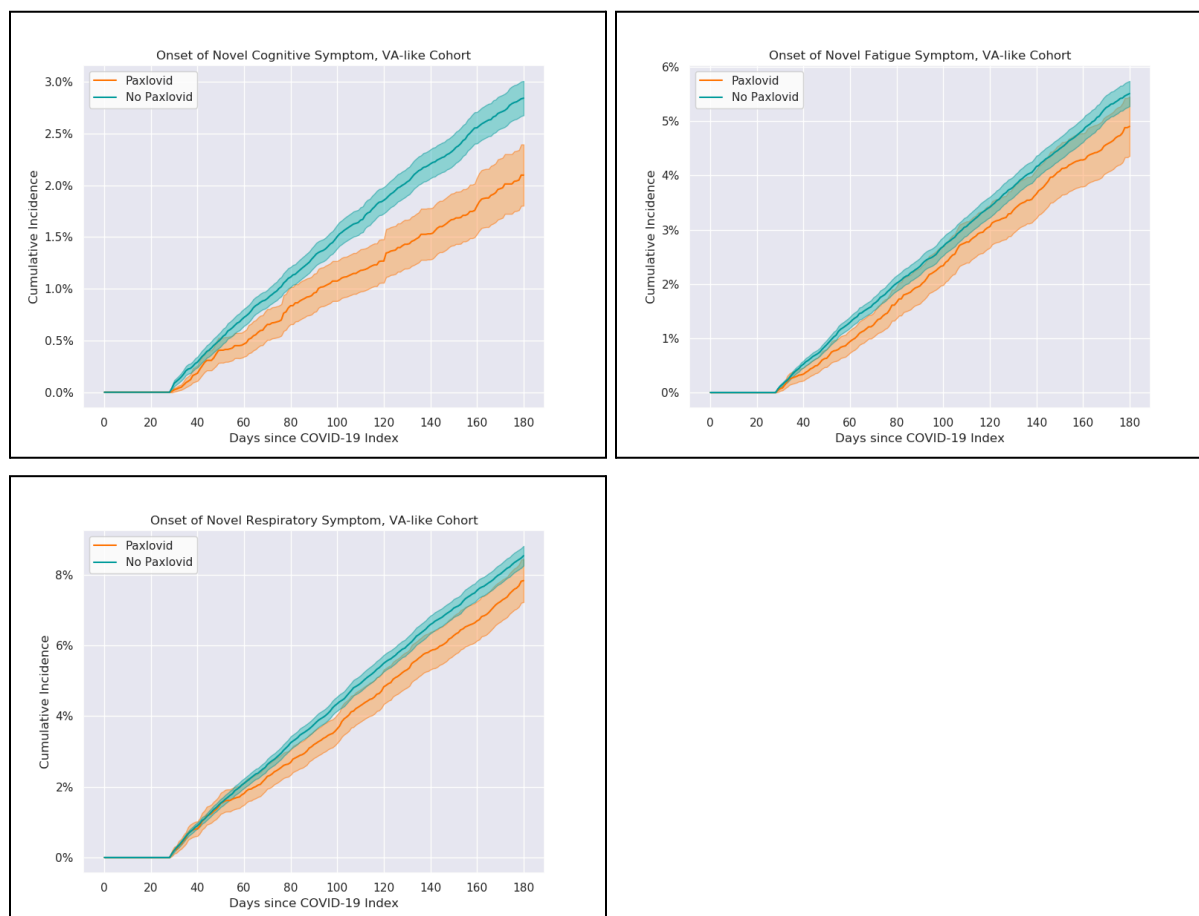 Onset of Novel Cognitive Symptom, VA-like Cohort
Paxlovid
No Paxlovid
3.0%
2.5%
2.0%
1.5%
1.0%
0.5%
0.0%
Cumulative Incidence
0 20 40 60 80 100 120 140 160 180
Days since COVID-19 Index
Onset of Novel Fatigue Symptom, VA-like Cohort
Paxlovid
No Paxlovid
6%
5%
4%
3%
2%
1%
0%
Cumulative Incidence
0 20 40 60 80 100 120 140 160 180
Days since COVID-19 Index
Onset of Novel Respiratory Symptom, VA-like Cohort
Paxlovid
No Paxlovid
8%
6%
4%
2%
0%
Cumulative Incidence
0 20 40 60 80 100 120 140 160 180
Days since COVID-19 Index